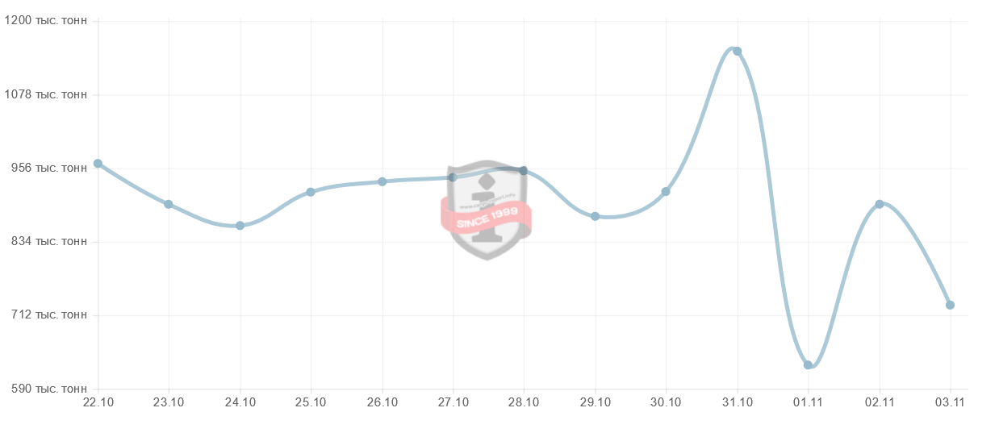 1200 тыс. тонн
1078 тыс. тонн
956 тыс. тонн
834 тыс. тонн
712 тыс. тонн
590 тыс. тонн
SINCE 1999
22.10 23.10 24.10 25.10 26.10 27.10 28.10 29.10 30.10 31.10 01.11 02.11 03.11